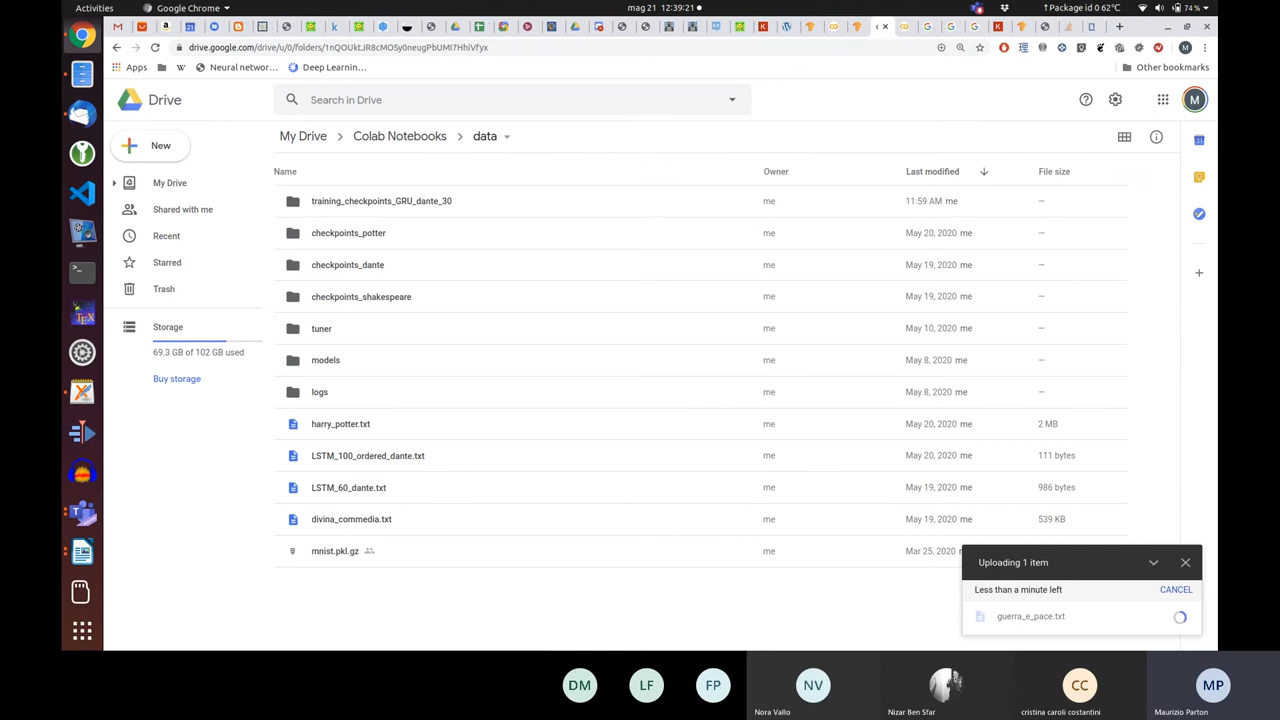 Activities
Google Chrome
mag 21 12:39:21
Package id 0 62°C
74 %
drive.google.com/drive/u/0/folders/1nQOUktJR8cMOSy0neugPbUMI7HhiVfyx
Apps
Neural networ...
Deep Learnin...
Other bookmarks
Drive
Search in Drive
M
New
My Drive > Colab Notebooks > data
Name Owner Last modified File size
My Drive
Shared with me
Recent
Starred
Trash
Storage
69.3 GB of 102 GB used
Buy storage
training_checkpoints_GRU_dante_30 me 11:59 AM me –
checkpoints_potter me May 20, 2020 me –
checkpoints_dante me May 19, 2020 me –
checkpoints_shakespeare me May 19, 2020 me –
tuner me May 10, 2020 me –
models me May 8, 2020 me –
logs me May 8, 2020 me –
harry_potter.txt me May 20, 2020 me 2 MB
LSTM_100_ordered_dante.txt me May 20, 2020 me 111 bytes
LSTM_60_dante.txt me May 19, 2020 me 986 bytes
divina_commedia.txt me May 19, 2020 me 539 KB
mnist.pkl.gz me Mar 25, 2020
Uploading 1 item
Less than a minute left CANCEL
guerra_e_pace.txt
DM
LF
FP
NV
CC
MP
Nora Vallo
Nizar Ben Sfar
cristina caroli costantini
Maurizio Parton